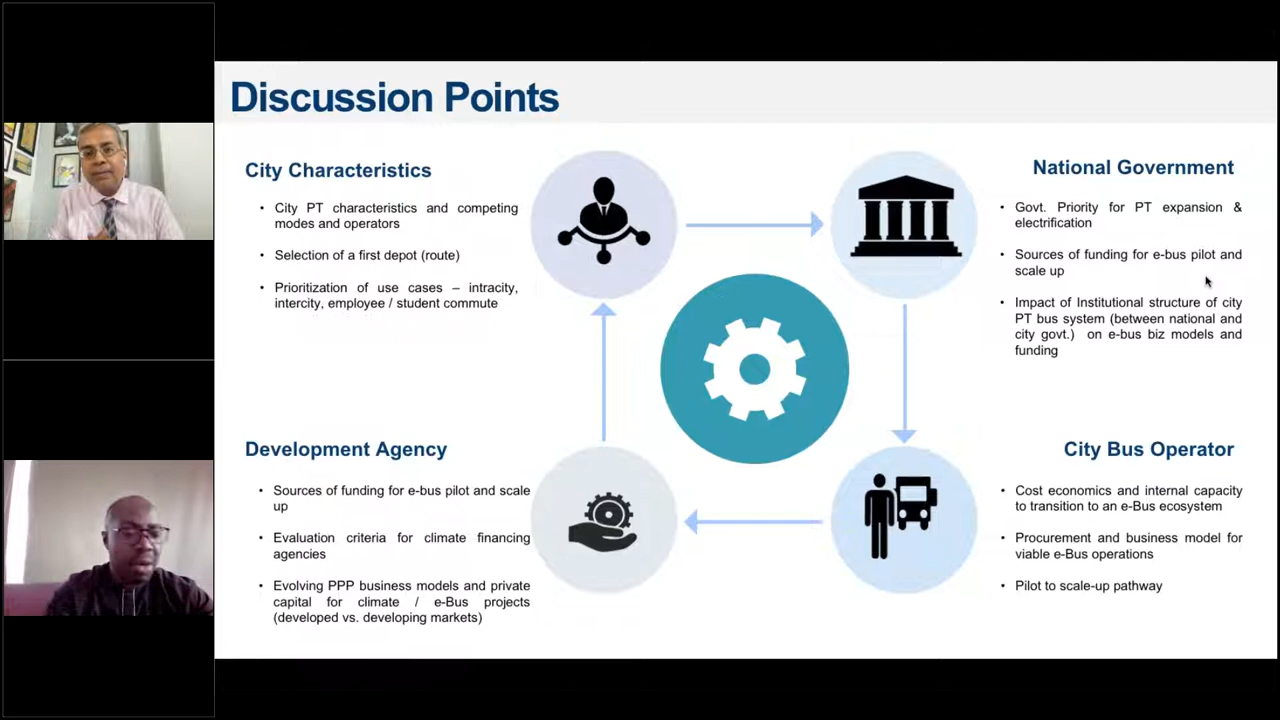 Discussion Points
City Characteristics
• City PT characteristics and competing
modes and operators
• Selection of a first depot (route)
• Prioritization of use cases – intracity,
intercity, employee / student commute
National Government
• Govt. Priority for PT expansion &
electrification
• Sources of funding for e-bus pilot and
scale up
• Impact of Institutional structure of city
PT bus system (between national and
city govt.) on e-bus biz models and
funding
Development Agency
• Sources of funding for e-bus pilot and scale
up
• Evaluation criteria for climate financing
agencies
• Evolving PPP business models and private
capital for climate / e-Bus projects
(developed vs. developing markets)
City Bus Operator
• Cost economics and internal capacity
to transition to an e-Bus ecosystem
• Procurement and business model for
viable e-Bus operations
• Pilot to scale-up pathway